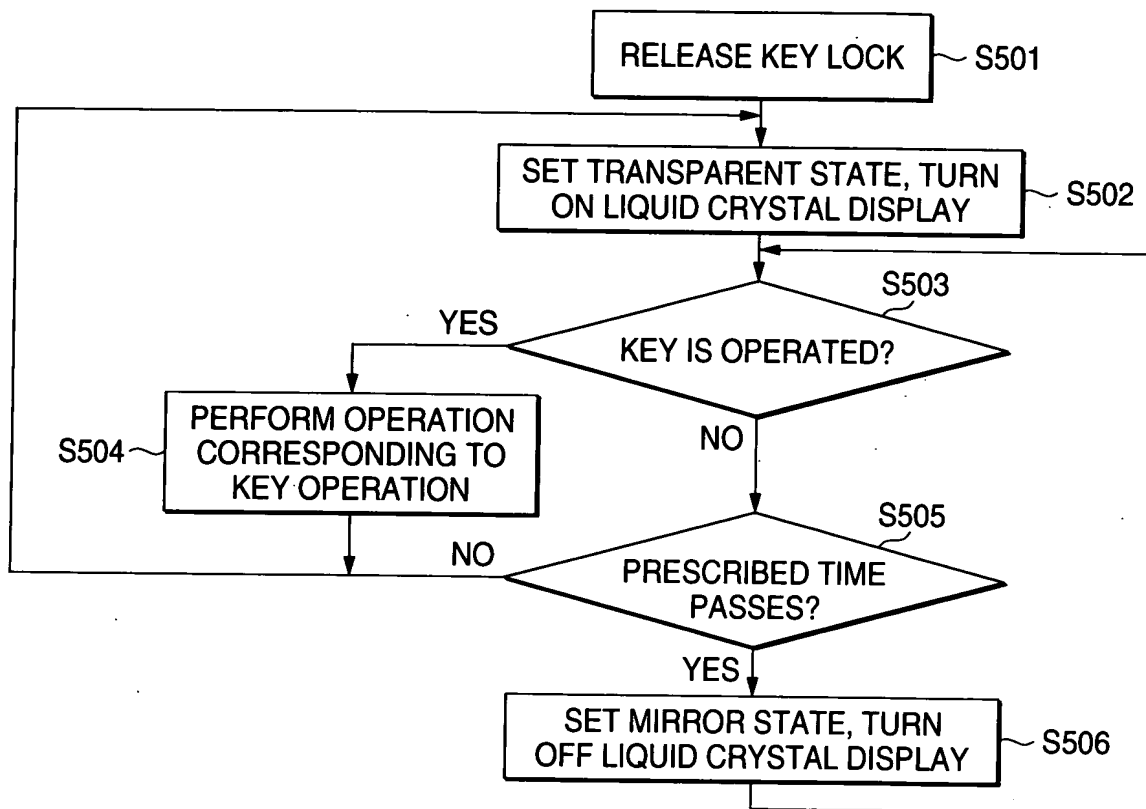 RELEASE KEY LOCK
S501
SET TRANSPARENT STATE, TURN
ON LIQUID CRYSTAL DISPLAY
S502
S503
YES
KEY IS OPERATED?
PERFORM OPERATION
CORRESPONDING TO
KEY OPERATION
S504
NO
S505
NO
PRESCRIBED TIME
PASSES?
YES
SET MIRROR STATE, TURN
OFF LIQUID CRYSTAL DISPLAY
S506